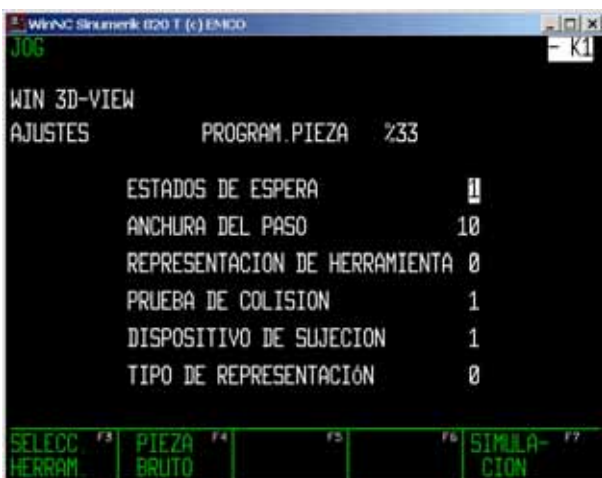 WinNC Sinumerik 820 T (c) EMCO
JOG - K1
WIN 3D-VIEW
AJUSTES PROGRAM.PIEZA %33
ESTADOS DE ESPERA 1
ANCHURA DEL PASO 10
REPRESENTACION DE HERRAMIENTA 0
PRUEBA DE COLISION 1
DISPOSITIVO DE SUJECION 1
TIPO DE REPRESENTACIóN 0
SELECC. F3 PIEZA F4 F5 F6 SIMULA- F7
HERRAM. BRUTO CION